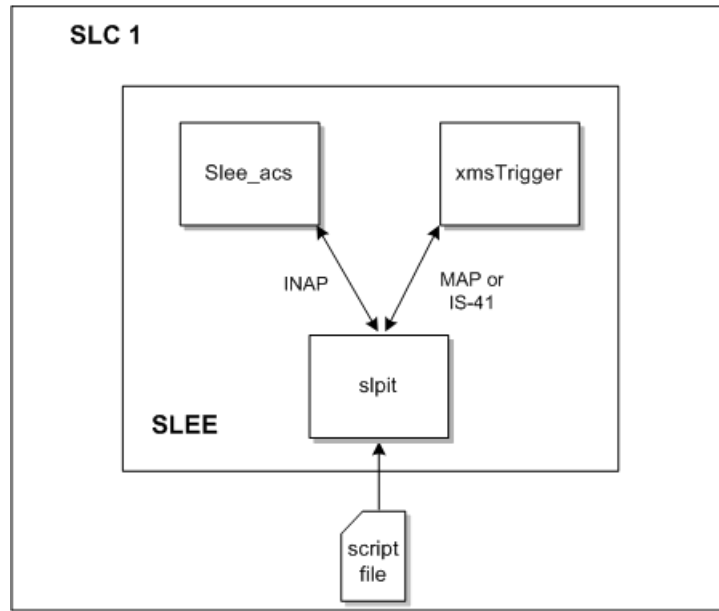 SLC 1
Slee_acs
xmsTrigger
INAP
MAP or
IS-41
slpit
SLEE
script
file